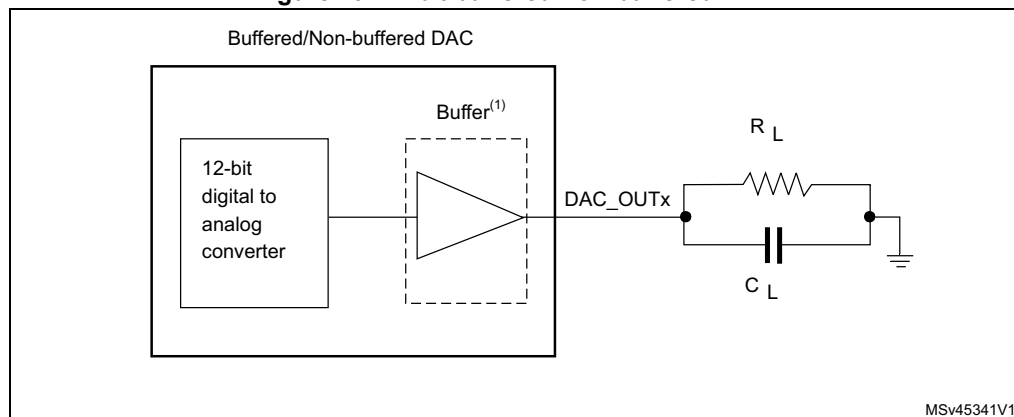 Buffered/Non-buffered DAC
Buffer(1)
12-bit
digital to
analog
converter
DAC_OUTx
R L
C L
MSv45341V1